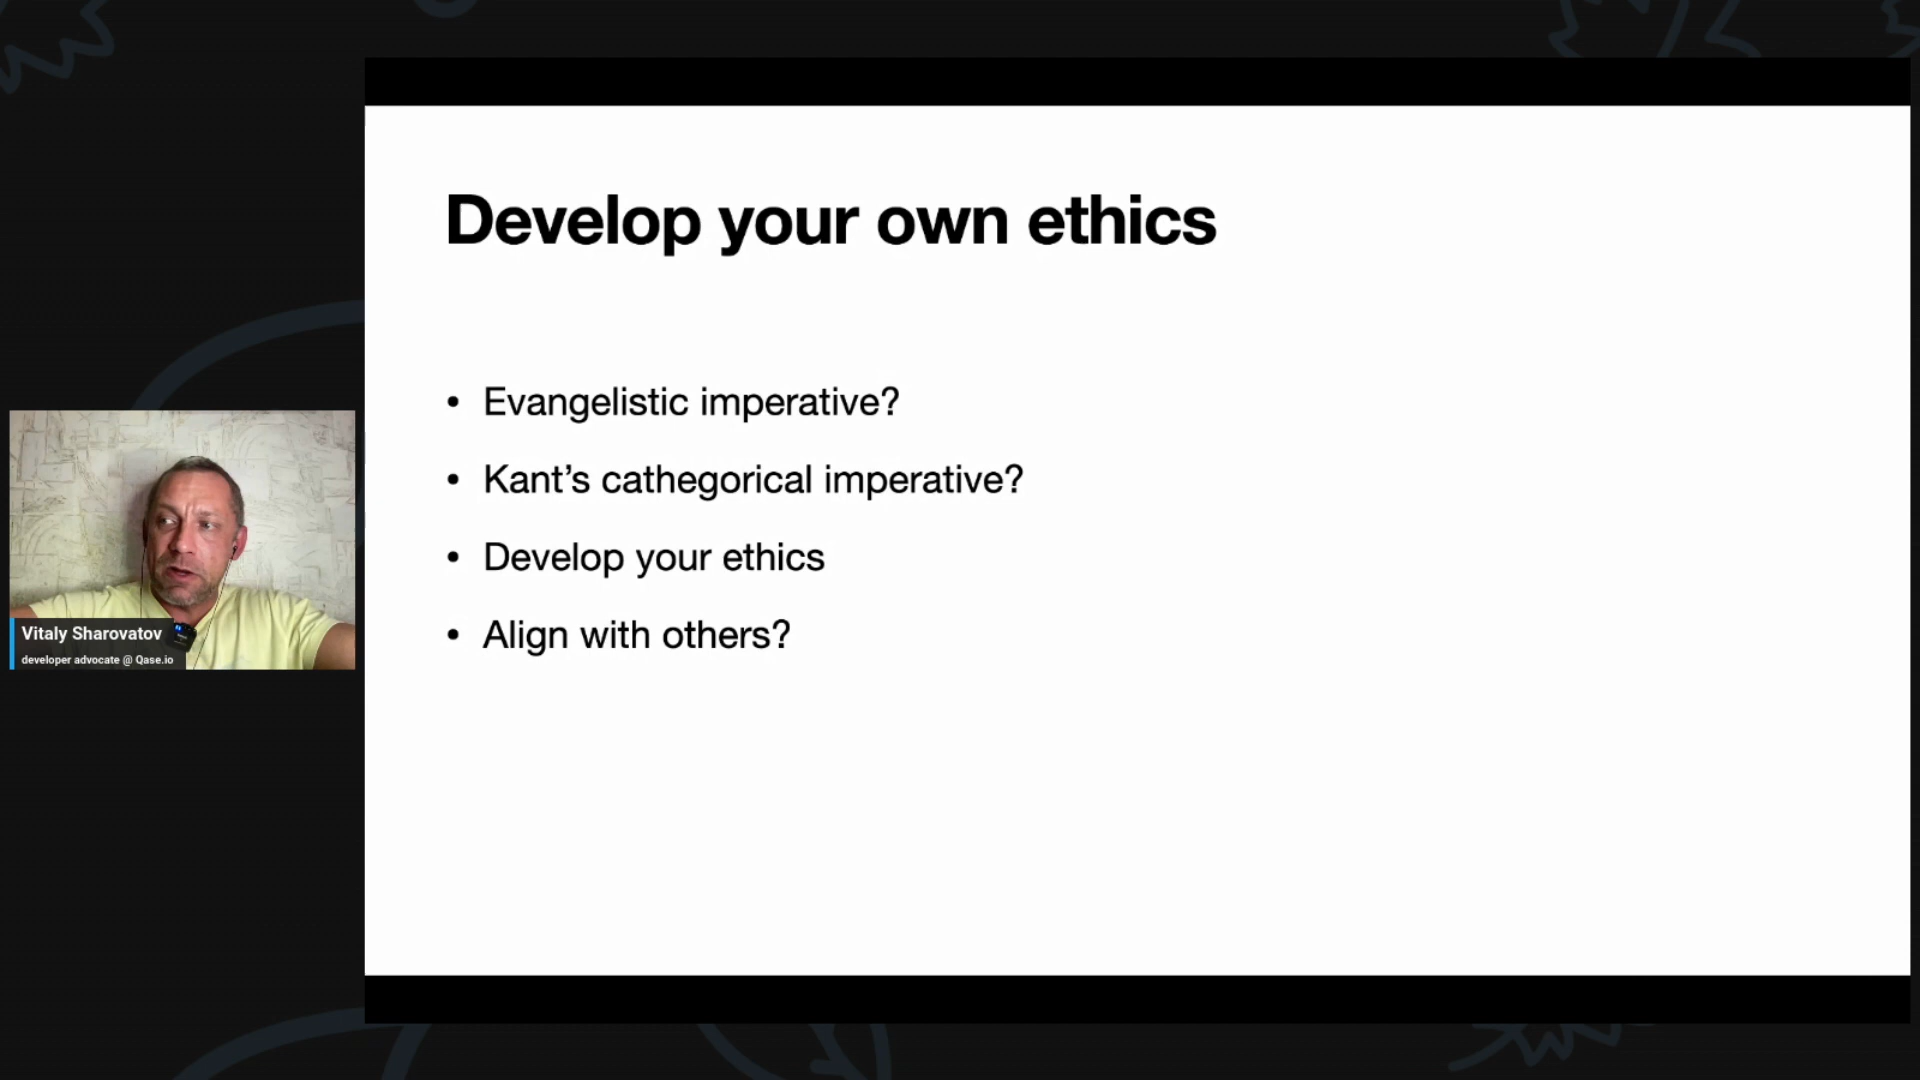 Develop your own ethics
• Evangelistic imperative?
• Kant’s cathegorical imperative?
• Develop your ethics
• Align with others?
Vitaly Sharovatov
developer advocate @ Qase.io